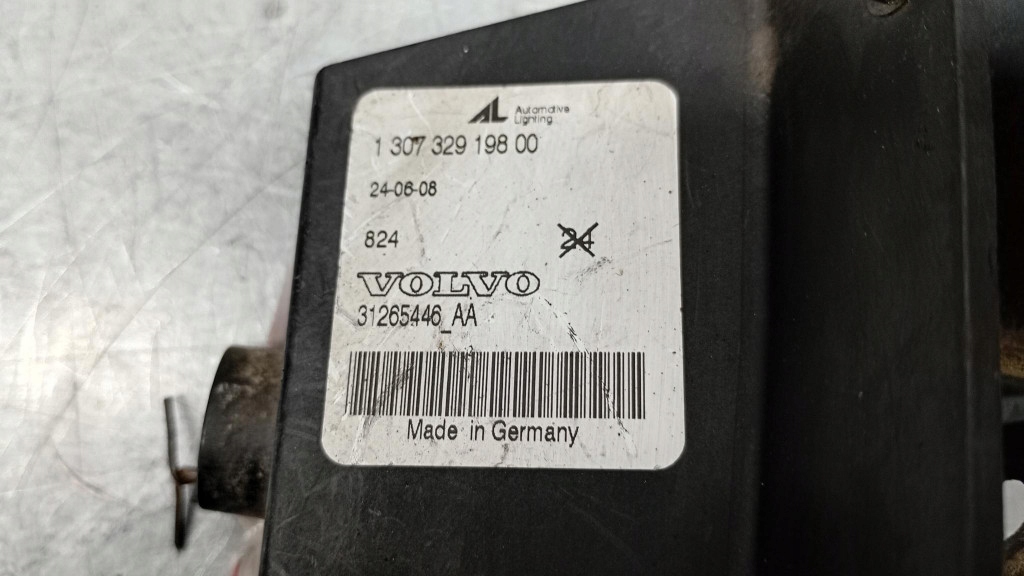 AL Automotive
Lighting
1 307 329 198 00
24-06-08
824 24
VOLVO
31265446_AA
Made in Germany